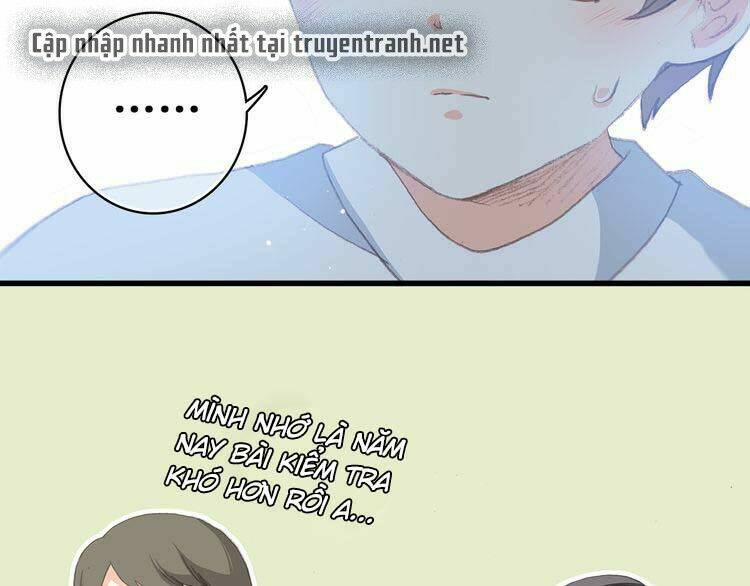 Cập nhập nhanh nhất tại truyentranh.net
......
MÌNH NHỚ LÀ NĂM
NAY BÀI KIỂM TRA
KHÓ HƠN RỒI A...